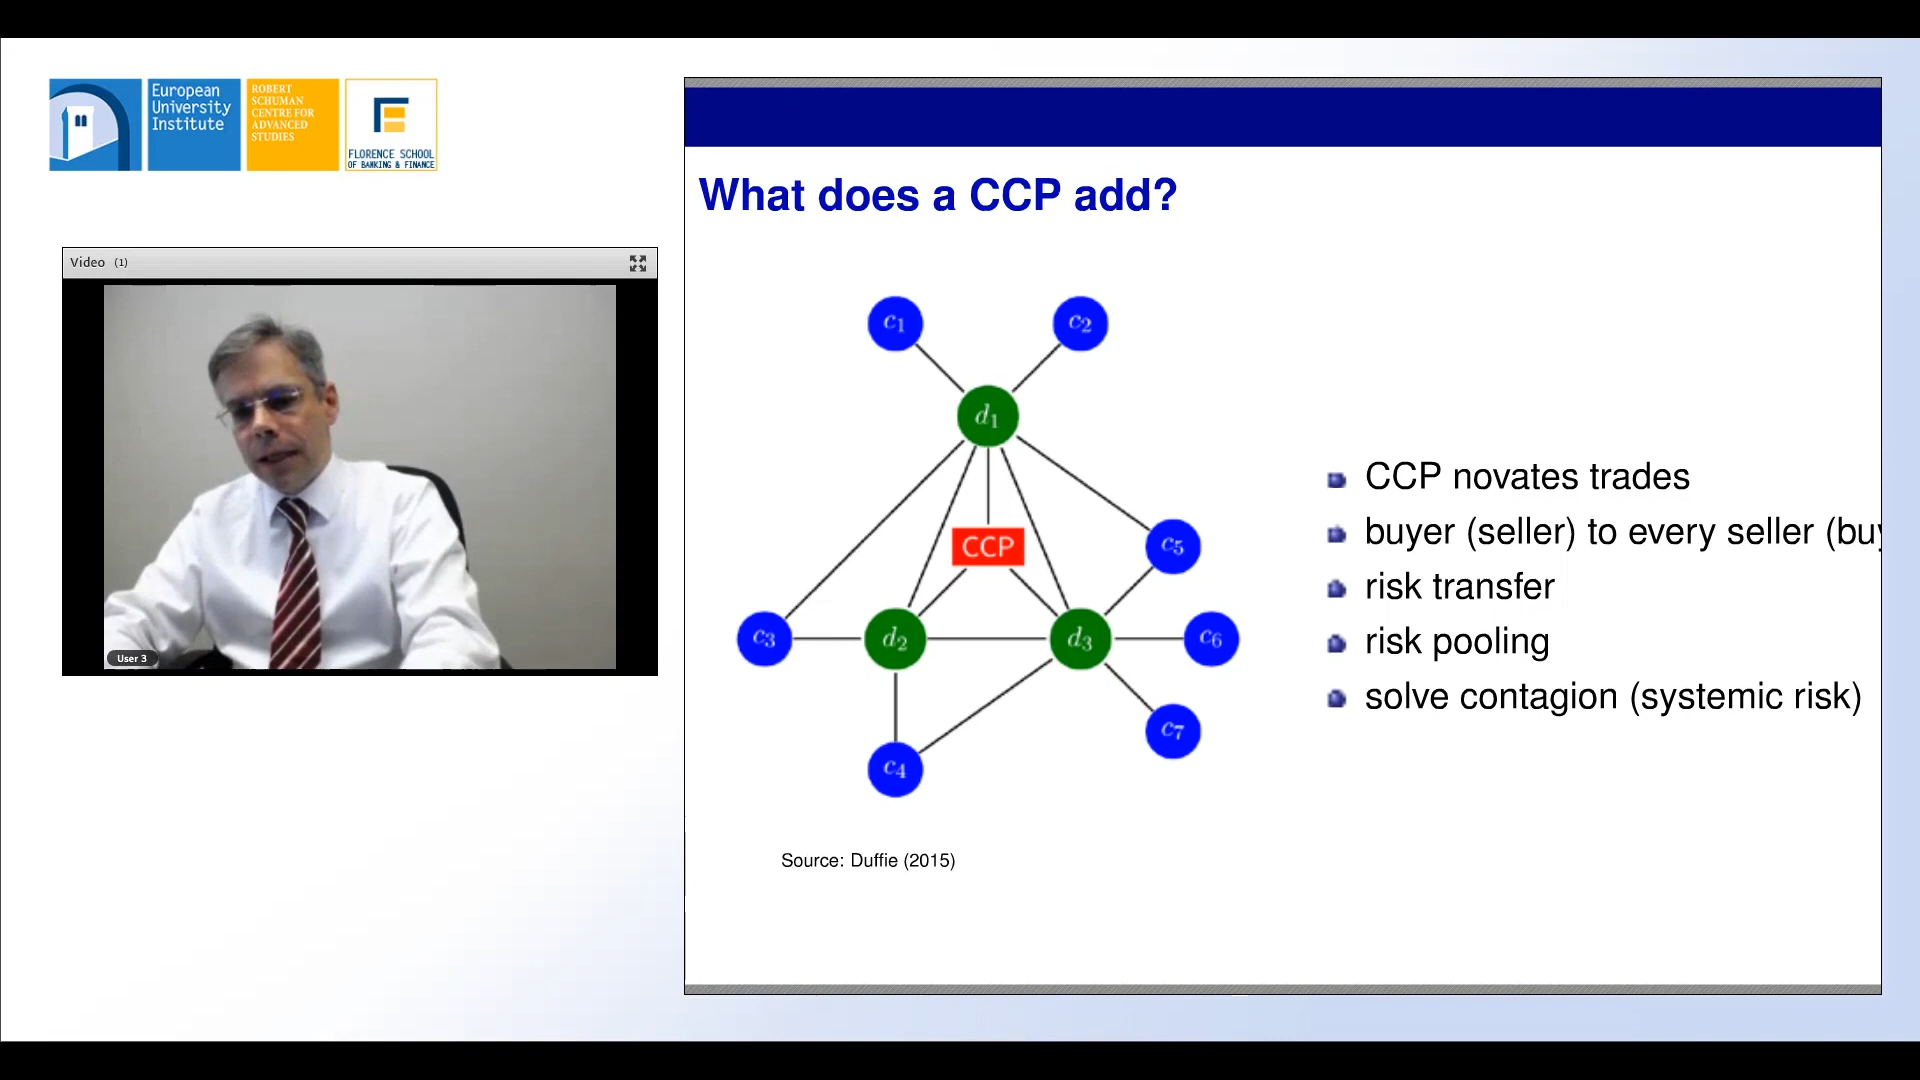 European
University
Institute
ROBERT
SCHUMAN
CENTRE FOR
ADVANCED
STUDIES
FLORENCE SCHOOL
OF BANKING & FINANCE
Video (1)
User 3
What does a CCP add?
c1
c2
d1
CCP
c5
c3
d2
d3
c6
c7
c4
CCP novates trades
buyer (seller) to every seller (buy
risk transfer
risk pooling
solve contagion (systemic risk)
Source: Duffie (2015)